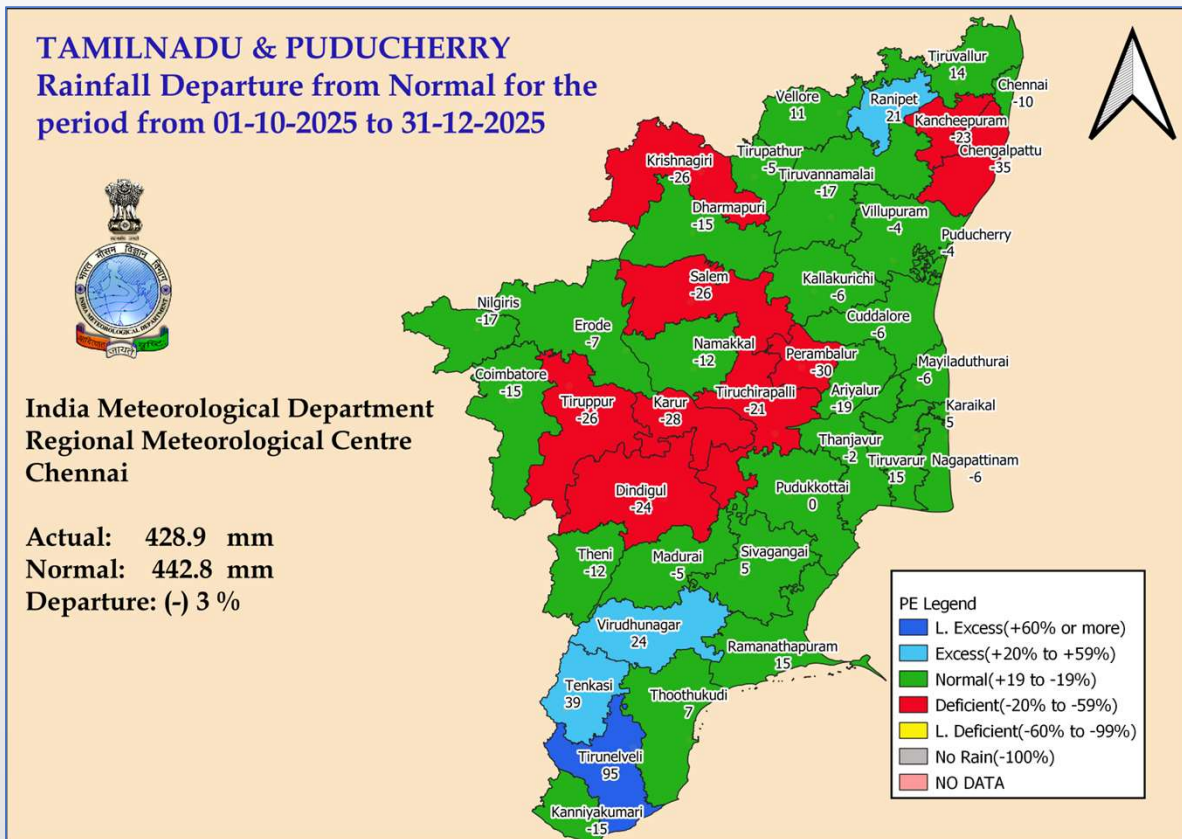 TAMILNADU & PUDUCHERRY
Rainfall Departure from Normal for the
period from 01-10-2025 to 31-12-2025
India Meteorological Department
Regional Meteorological Centre
Chennai
Actual: 428.9 mm
Normal: 442.8 mm
Departure: (-) 3 %
Tiruvallur
14
Chennai
-10
Vellore
11
Ranipet
21
Kancheepuram
-23
Chengalpattu
-35
Krishnagiri
-26
Tirupathur
-5
Tiruvannamalai
-17
Dharmapuri
-15
Villupuram
-4
Puducherry
-4
Salem
-26
Kallakurichi
-6
Nilgiris
-17
Erode
-7
Cuddalore
-6
Namakkal
-12
Perambalur
-30
Mayiladuthurai
-6
Coimbatore
-15
Tiruppur
-26
Karur
-28
Tiruchirapalli
-21
Ariyalur
-19
Karaikal
5
Thanjavur
-2
Tiruvarur
15
Nagapattinam
-6
Dindigul
-24
Pudukkottai
0
Theni
-12
Madurai
-5
Sivagangai
5
Virudhunagar
24
Ramanathapuram
15
Tenkasi
39
Thoothukudi
7
Tirunelveli
95
Kanniyakumari
-15
PE Legend
L. Excess(+60% or more)
Excess(+20% to +59%)
Normal(+19 to -19%)
Deficient(-20% to -59%)
L. Deficient(-60% to -99%)
No Rain(-100%)
NO DATA
भारत मौसम विज्ञान विभाग
INDIA METEOROLOGICAL DEPARTMENT
आदित्यात् जायते वृष्टि